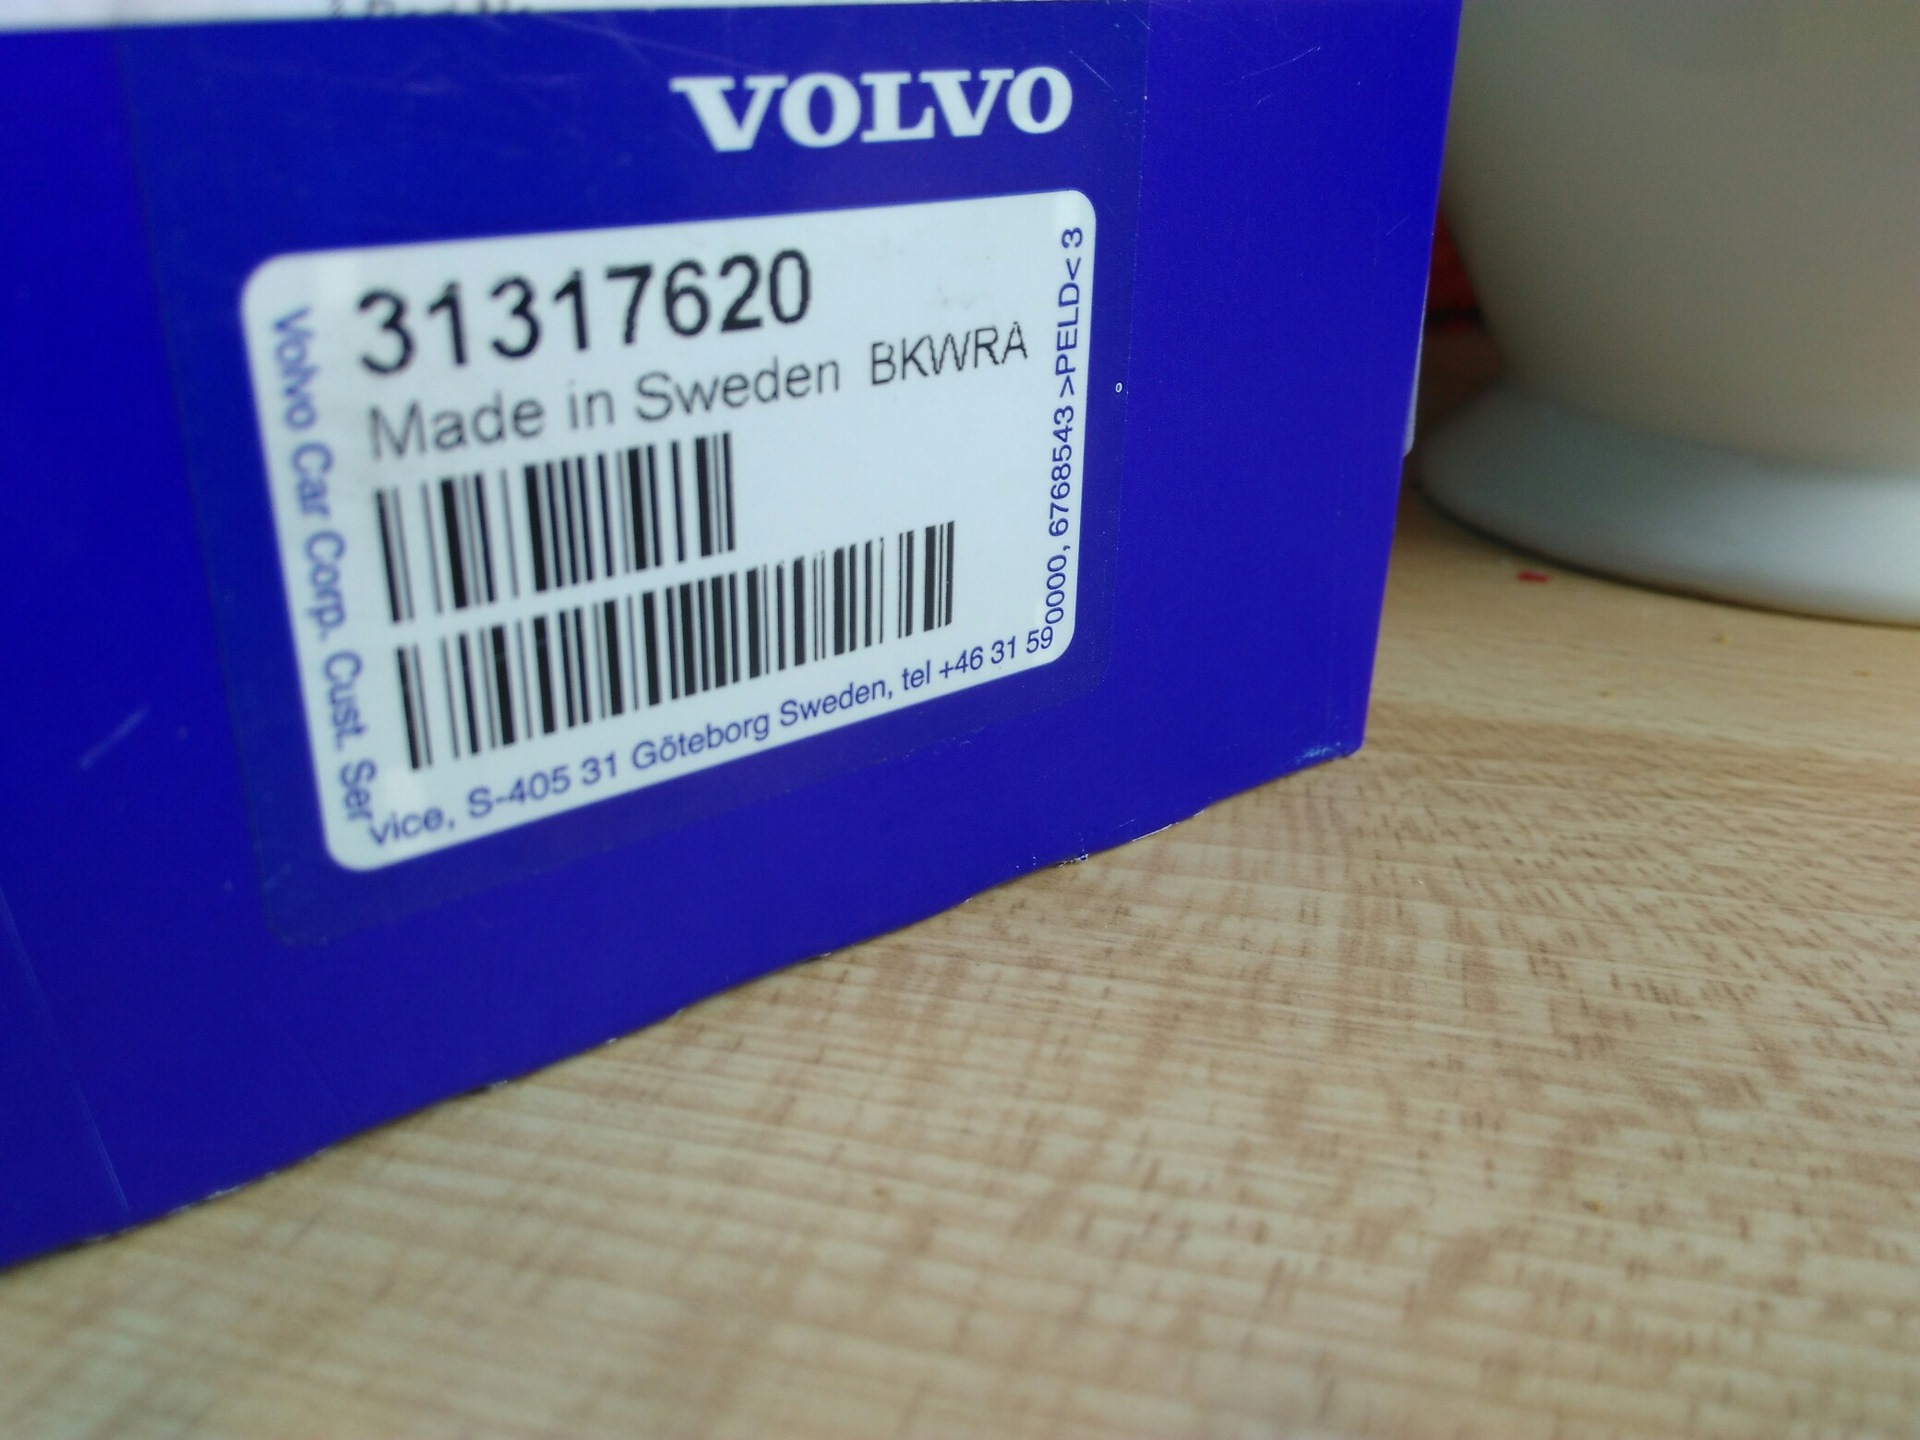 VOLVO
31317620
Made in Sweden BKWRA
Volvo Car Corp. Cust. Service, S-405 31 Göteborg Sweden, tel +46 31 590000, 6768543 >PELD< 3